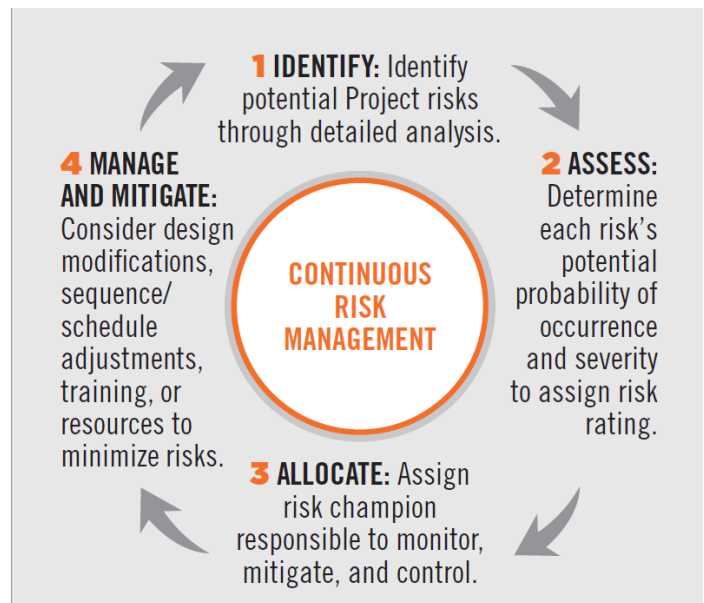 1 IDENTIFY: Identify
potential Project risks
through detailed analysis.
2 ASSESS:
Determine
each risk’s
potential
probability of
occurrence
and severity
to assign risk
rating.
3 ALLOCATE: Assign
risk champion
responsible to monitor,
mitigate, and control.
4 MANAGE
AND MITIGATE:
Consider design
modifications,
sequence/
schedule
adjustments,
training, or
resources to
minimize risks.
CONTINUOUS
RISK
MANAGEMENT